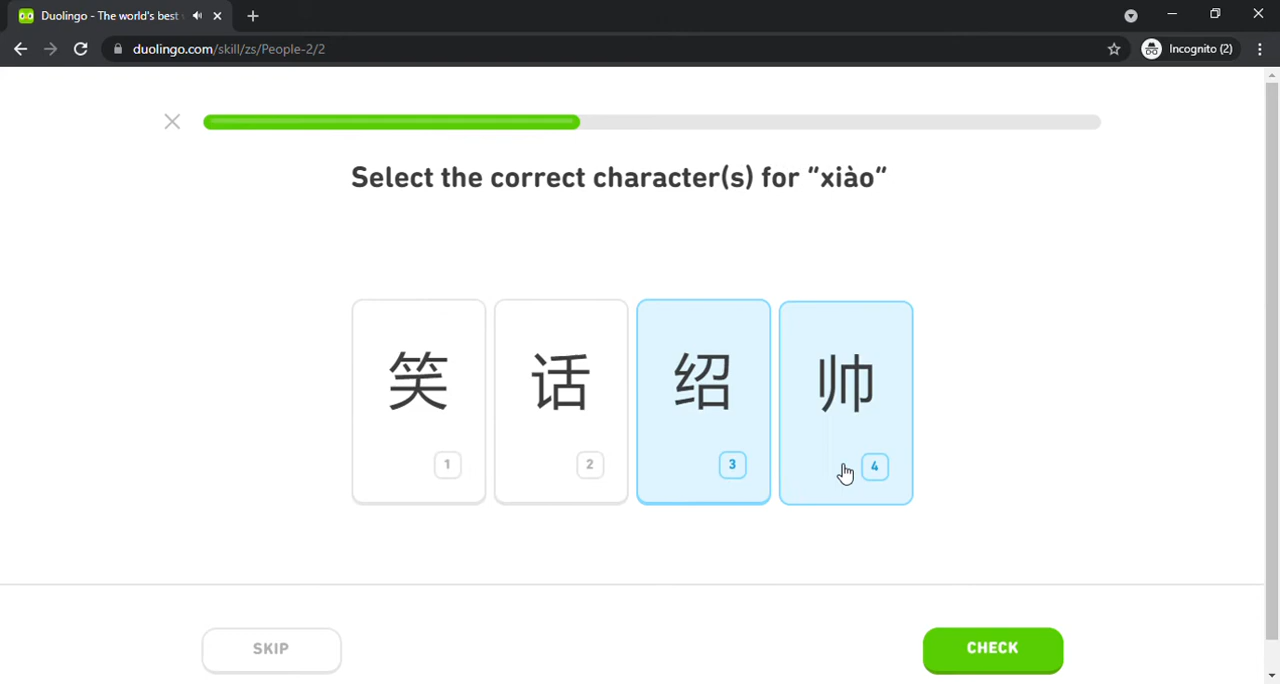 Duolingo - The world's best
duolingo.com/skill/zs/People-2/2
Incognito (2)
Select the correct character(s) for "xiào"
笑 话 绍 帅
1 2 3 4
SKIP CHECK